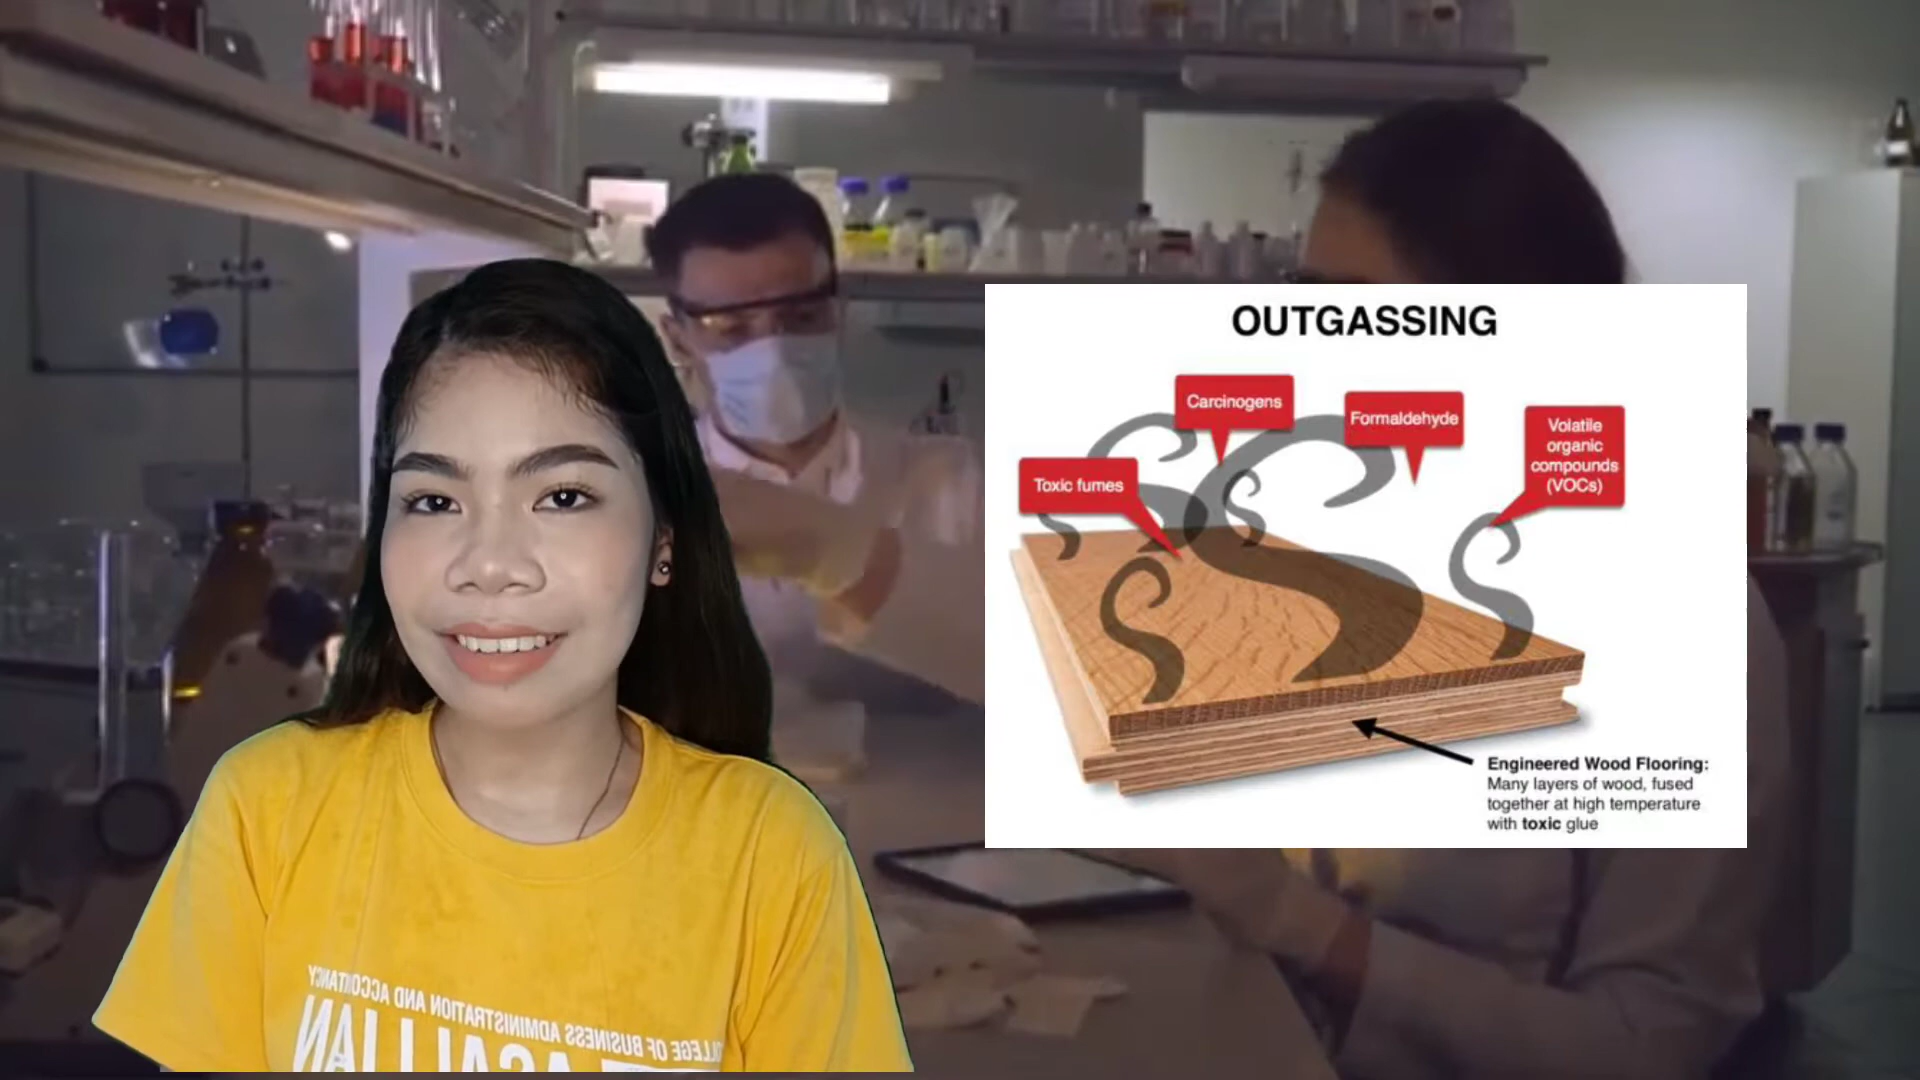 OUTGASSING
Carcinogens
Formaldehyde
Volatile
organic
compounds
(VOCs)
Toxic fumes
Engineered Wood Flooring:
Many layers of wood, fused
together at high temperature
with toxic glue
OF BUSINESS ADMINISTRATION AND ACCOUNTANCY